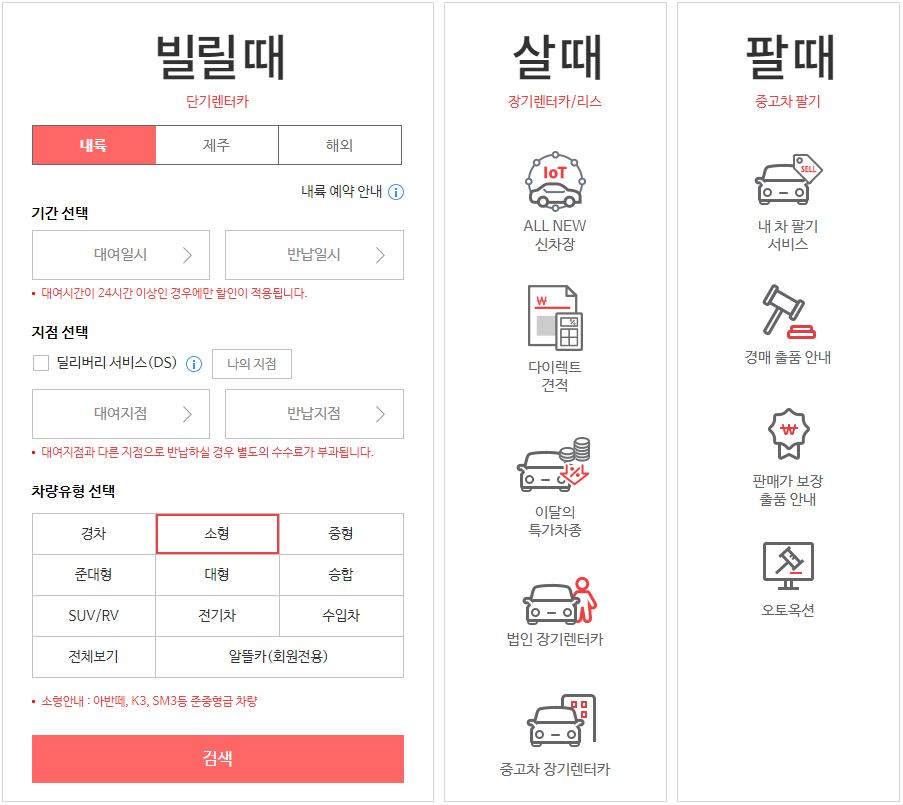 빌릴때
단기렌터카
내륙 제주 해외
내륙 예약 안내
기간 선택
대여일시 반납일시
대여시간이 24시간 이상인 경우에만 할인이 적용됩니다.
지점 선택
딜리버리 서비스(DS) 나의 지점
대여지점 반납지점
대여지점과 다른 지점으로 반납하실 경우 별도의 수수료가 부과됩니다.
차량유형 선택
경차 소형 중형
준대형 대형 승합
SUV/RV 전기차 수입차
전체보기 알뜰카(회원전용)
소형안내 : 아반떼, K3, SM3등 준중형급 차량
검색
살때
장기렌터카/리스
IoT
ALL NEW
신차장
₩
다이렉트
견적
%
이달의
특가차종
법인 장기렌터카
중고차 장기렌터카
팔때
중고차 팔기
SELL
내 차 팔기
서비스
경매 출품 안내
₩
판매가 보장
출품 안내
오토옥션